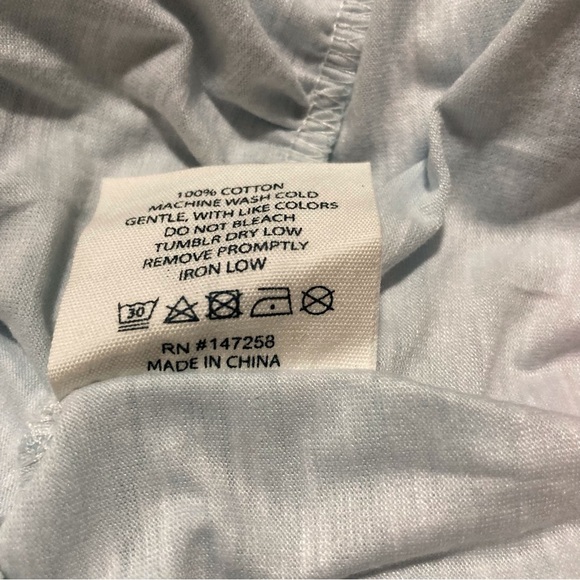 100% COTTON
MACHINE WASH COLD
GENTLE, WITH LIKE COLORS
DO NOT BLEACH
TUMBLR DRY LOW
REMOVE PROMPTLY
IRON LOW
30
RN #147258
MADE IN CHINA